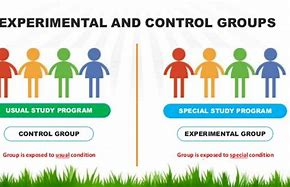 EXPERIMENTAL AND CONTROL GROUPS
USUAL STUDY PROGRAM
SPECIAL STUDY PROGRAM
CONTROL GROUP
EXPERIMENTAL GROUP
Group is exposed to usual condition
Group is exposed to special condition